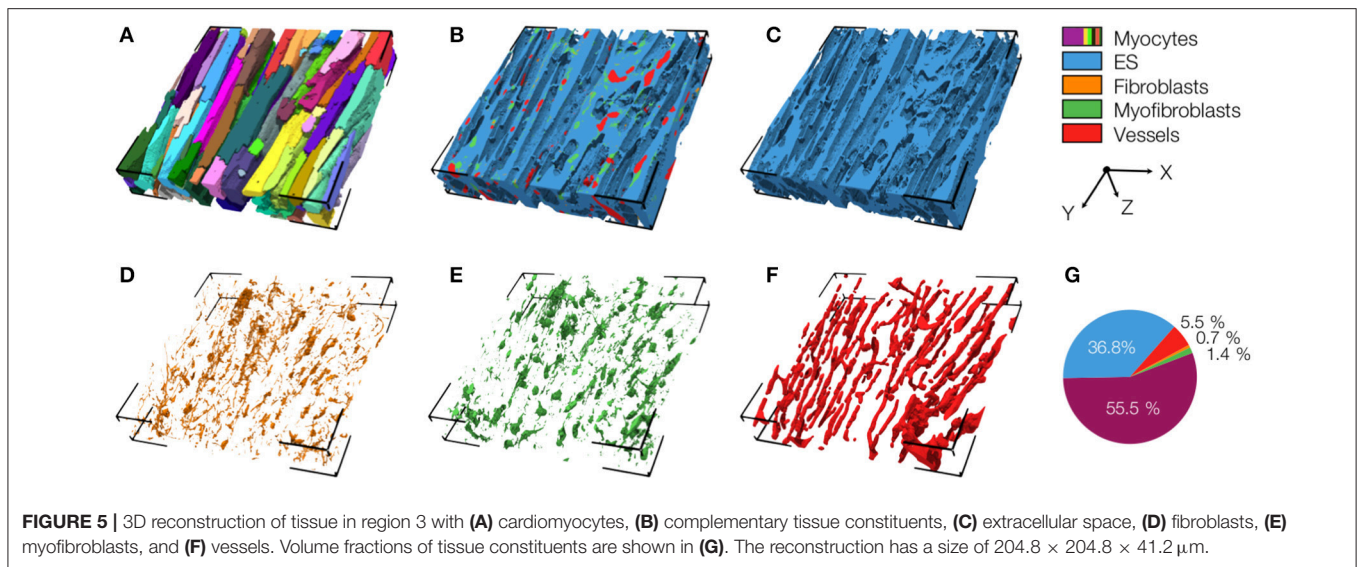 A
B
C
Myocytes
ES
Fibroblasts
Myofibroblasts
Vessels
X
Y
Z
D
E
F
G
5.5 %
0.7 %
1.4 %
36.8%
55.5 %
FIGURE 5 | 3D reconstruction of tissue in region 3 with (A) cardiomyocytes, (B) complementary tissue constituents, (C) extracellular space, (D) fibroblasts, (E)
myofibroblasts, and (F) vessels. Volume fractions of tissue constituents are shown in (G). The reconstruction has a size of 204.8 × 204.8 × 41.2 μm.